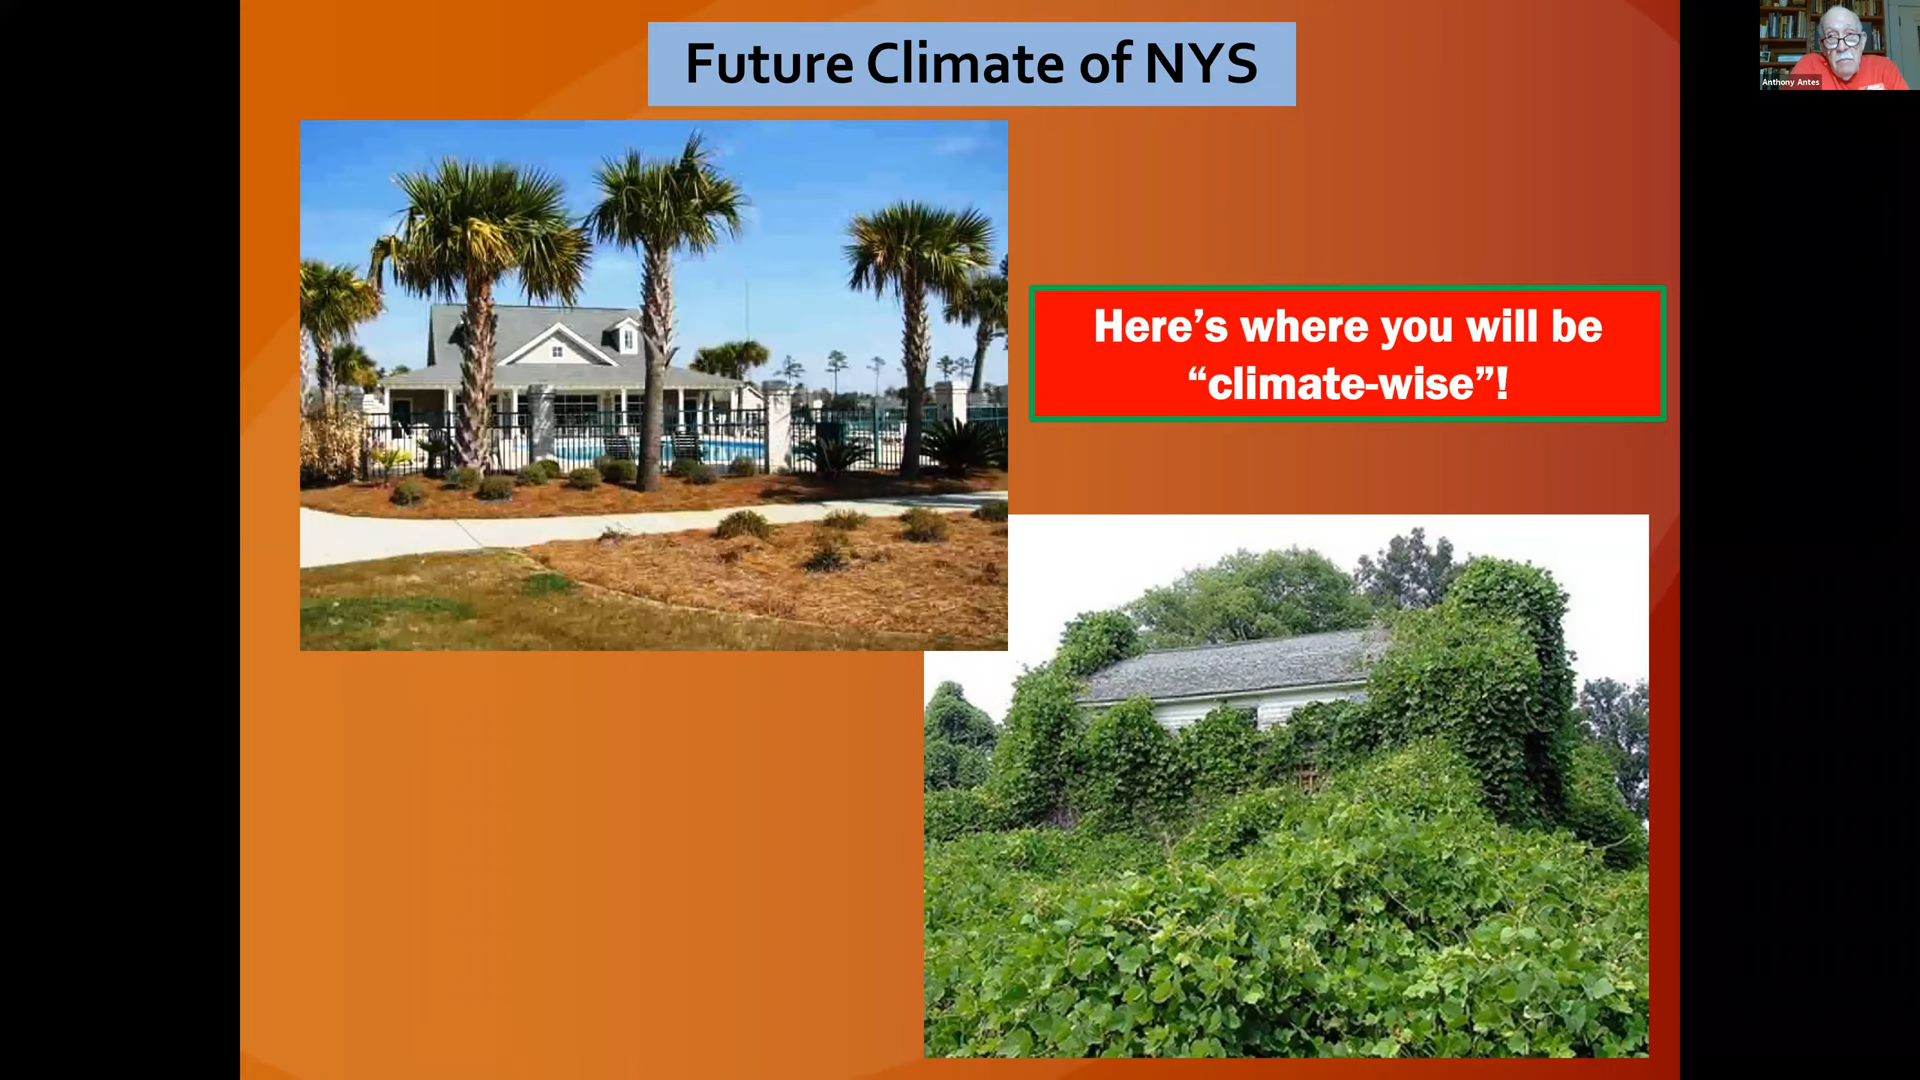 Future Climate of NYS
Anthony Antes
Here’s where you will be
“climate-wise”!